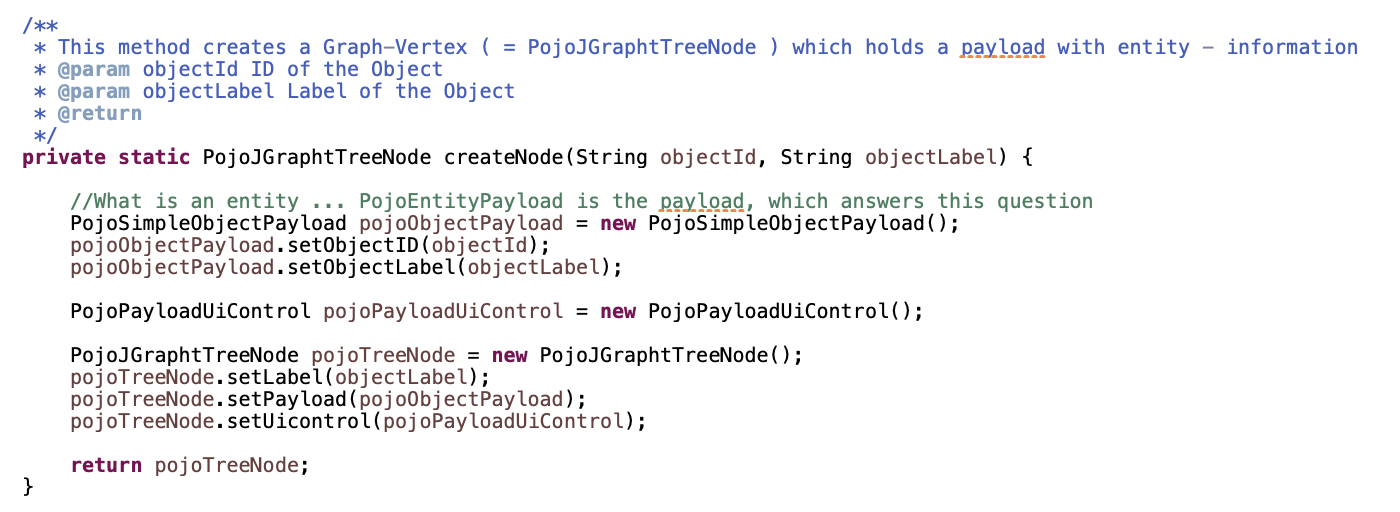 /**
 * This method creates a Graph-Vertex ( = PojoJGraphtTreeNode ) which holds a payload with entity - information
 * @param objectId ID of the Object
 * @param objectLabel Label of the Object
 * @return
 */
private static PojoJGraphtTreeNode createNode(String objectId, String objectLabel) {
    //What is an entity ... PojoEntityPayload is the payload, which answers this question
    PojoSimpleObjectPayload pojoObjectPayload = new PojoSimpleObjectPayload();
    pojoObjectPayload.setObjectID(objectId);
    pojoObjectPayload.setObjectLabel(objectLabel);
    PojoPayloadUiControl pojoPayloadUiControl = new PojoPayloadUiControl();
    PojoJGraphtTreeNode pojoTreeNode = new PojoJGraphtTreeNode();
    pojoTreeNode.setLabel(objectLabel);
    pojoTreeNode.setPayload(pojoObjectPayload);
    pojoTreeNode.setUicontrol(pojoPayloadUiControl);
    return pojoTreeNode;
}